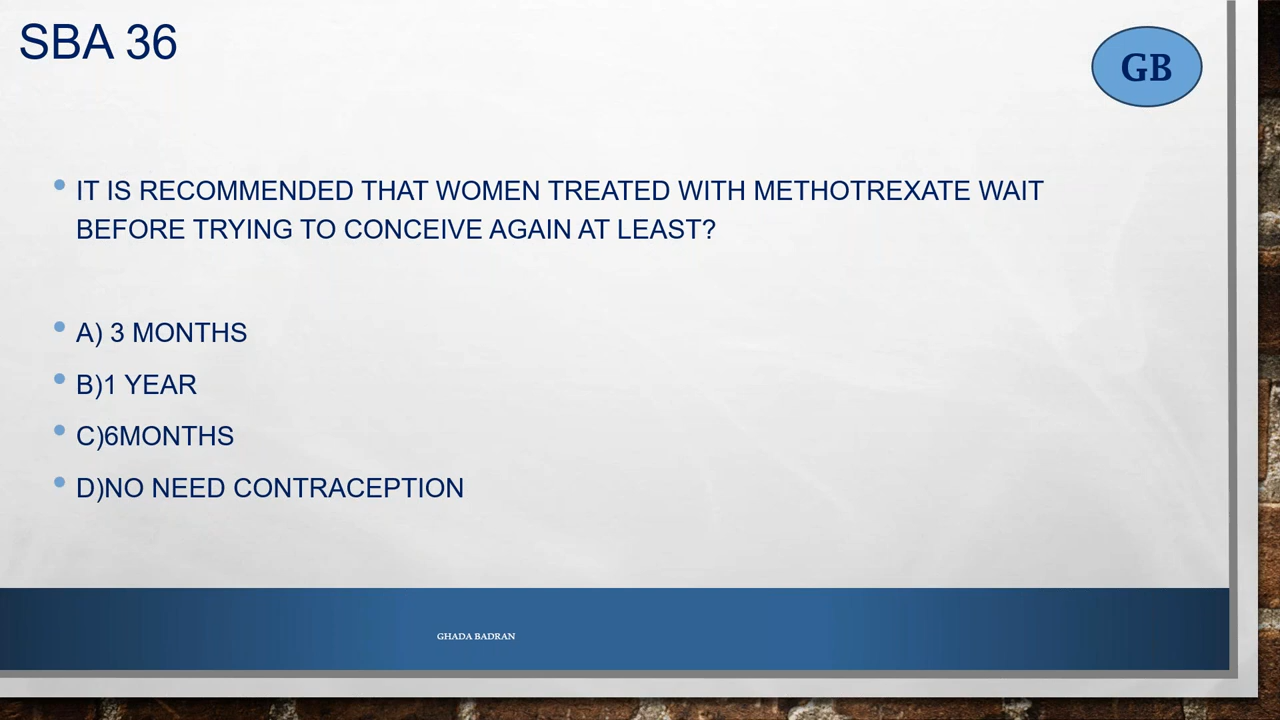 SBA 36
GB
IT IS RECOMMENDED THAT WOMEN TREATED WITH METHOTREXATE WAIT
BEFORE TRYING TO CONCEIVE AGAIN AT LEAST?
A) 3 MONTHS
B)1 YEAR
C)6MONTHS
D)NO NEED CONTRACEPTION
GHADA BADRAN